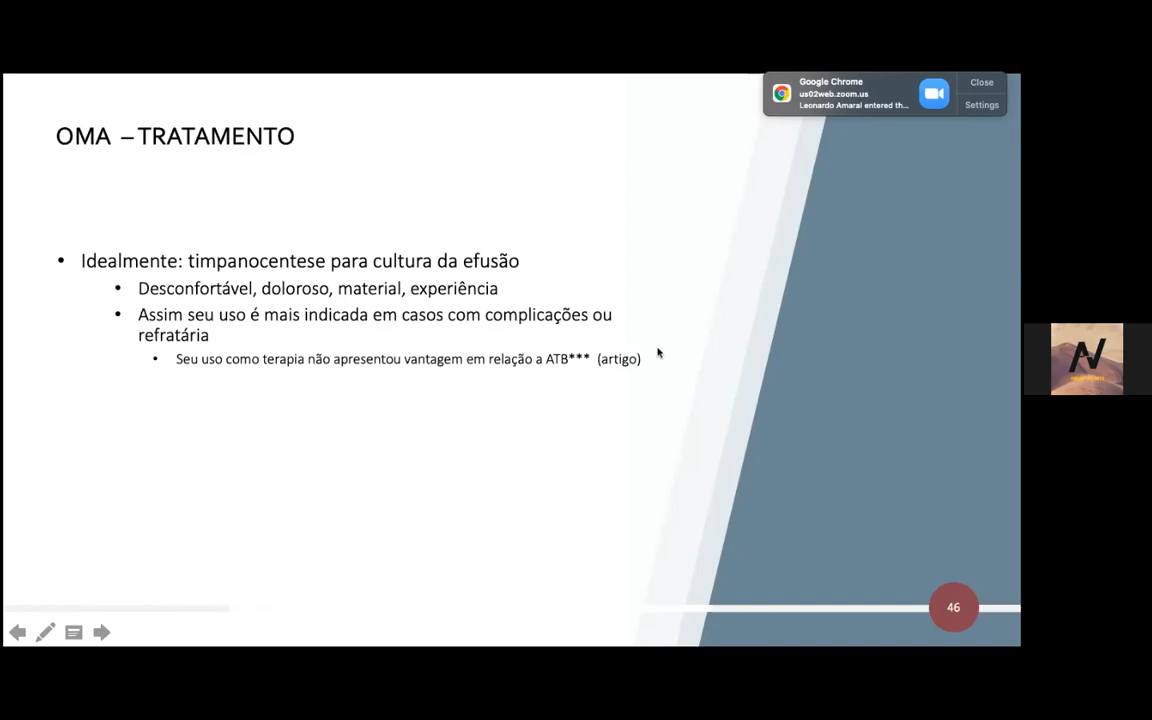 Google Chrome
Close
us02web.zoom.us
Leonardo Amaral entered th...
Settings
OMA – TRATAMENTO
• Idealmente: timpanocentese para cultura da efusão
• Desconfortável, doloroso, material, experiência
• Assim seu uso é mais indicada em casos com complicações ou
refratária
• Seu uso como terapia não apresentou vantagem em relação a ATB*** (artigo)
46